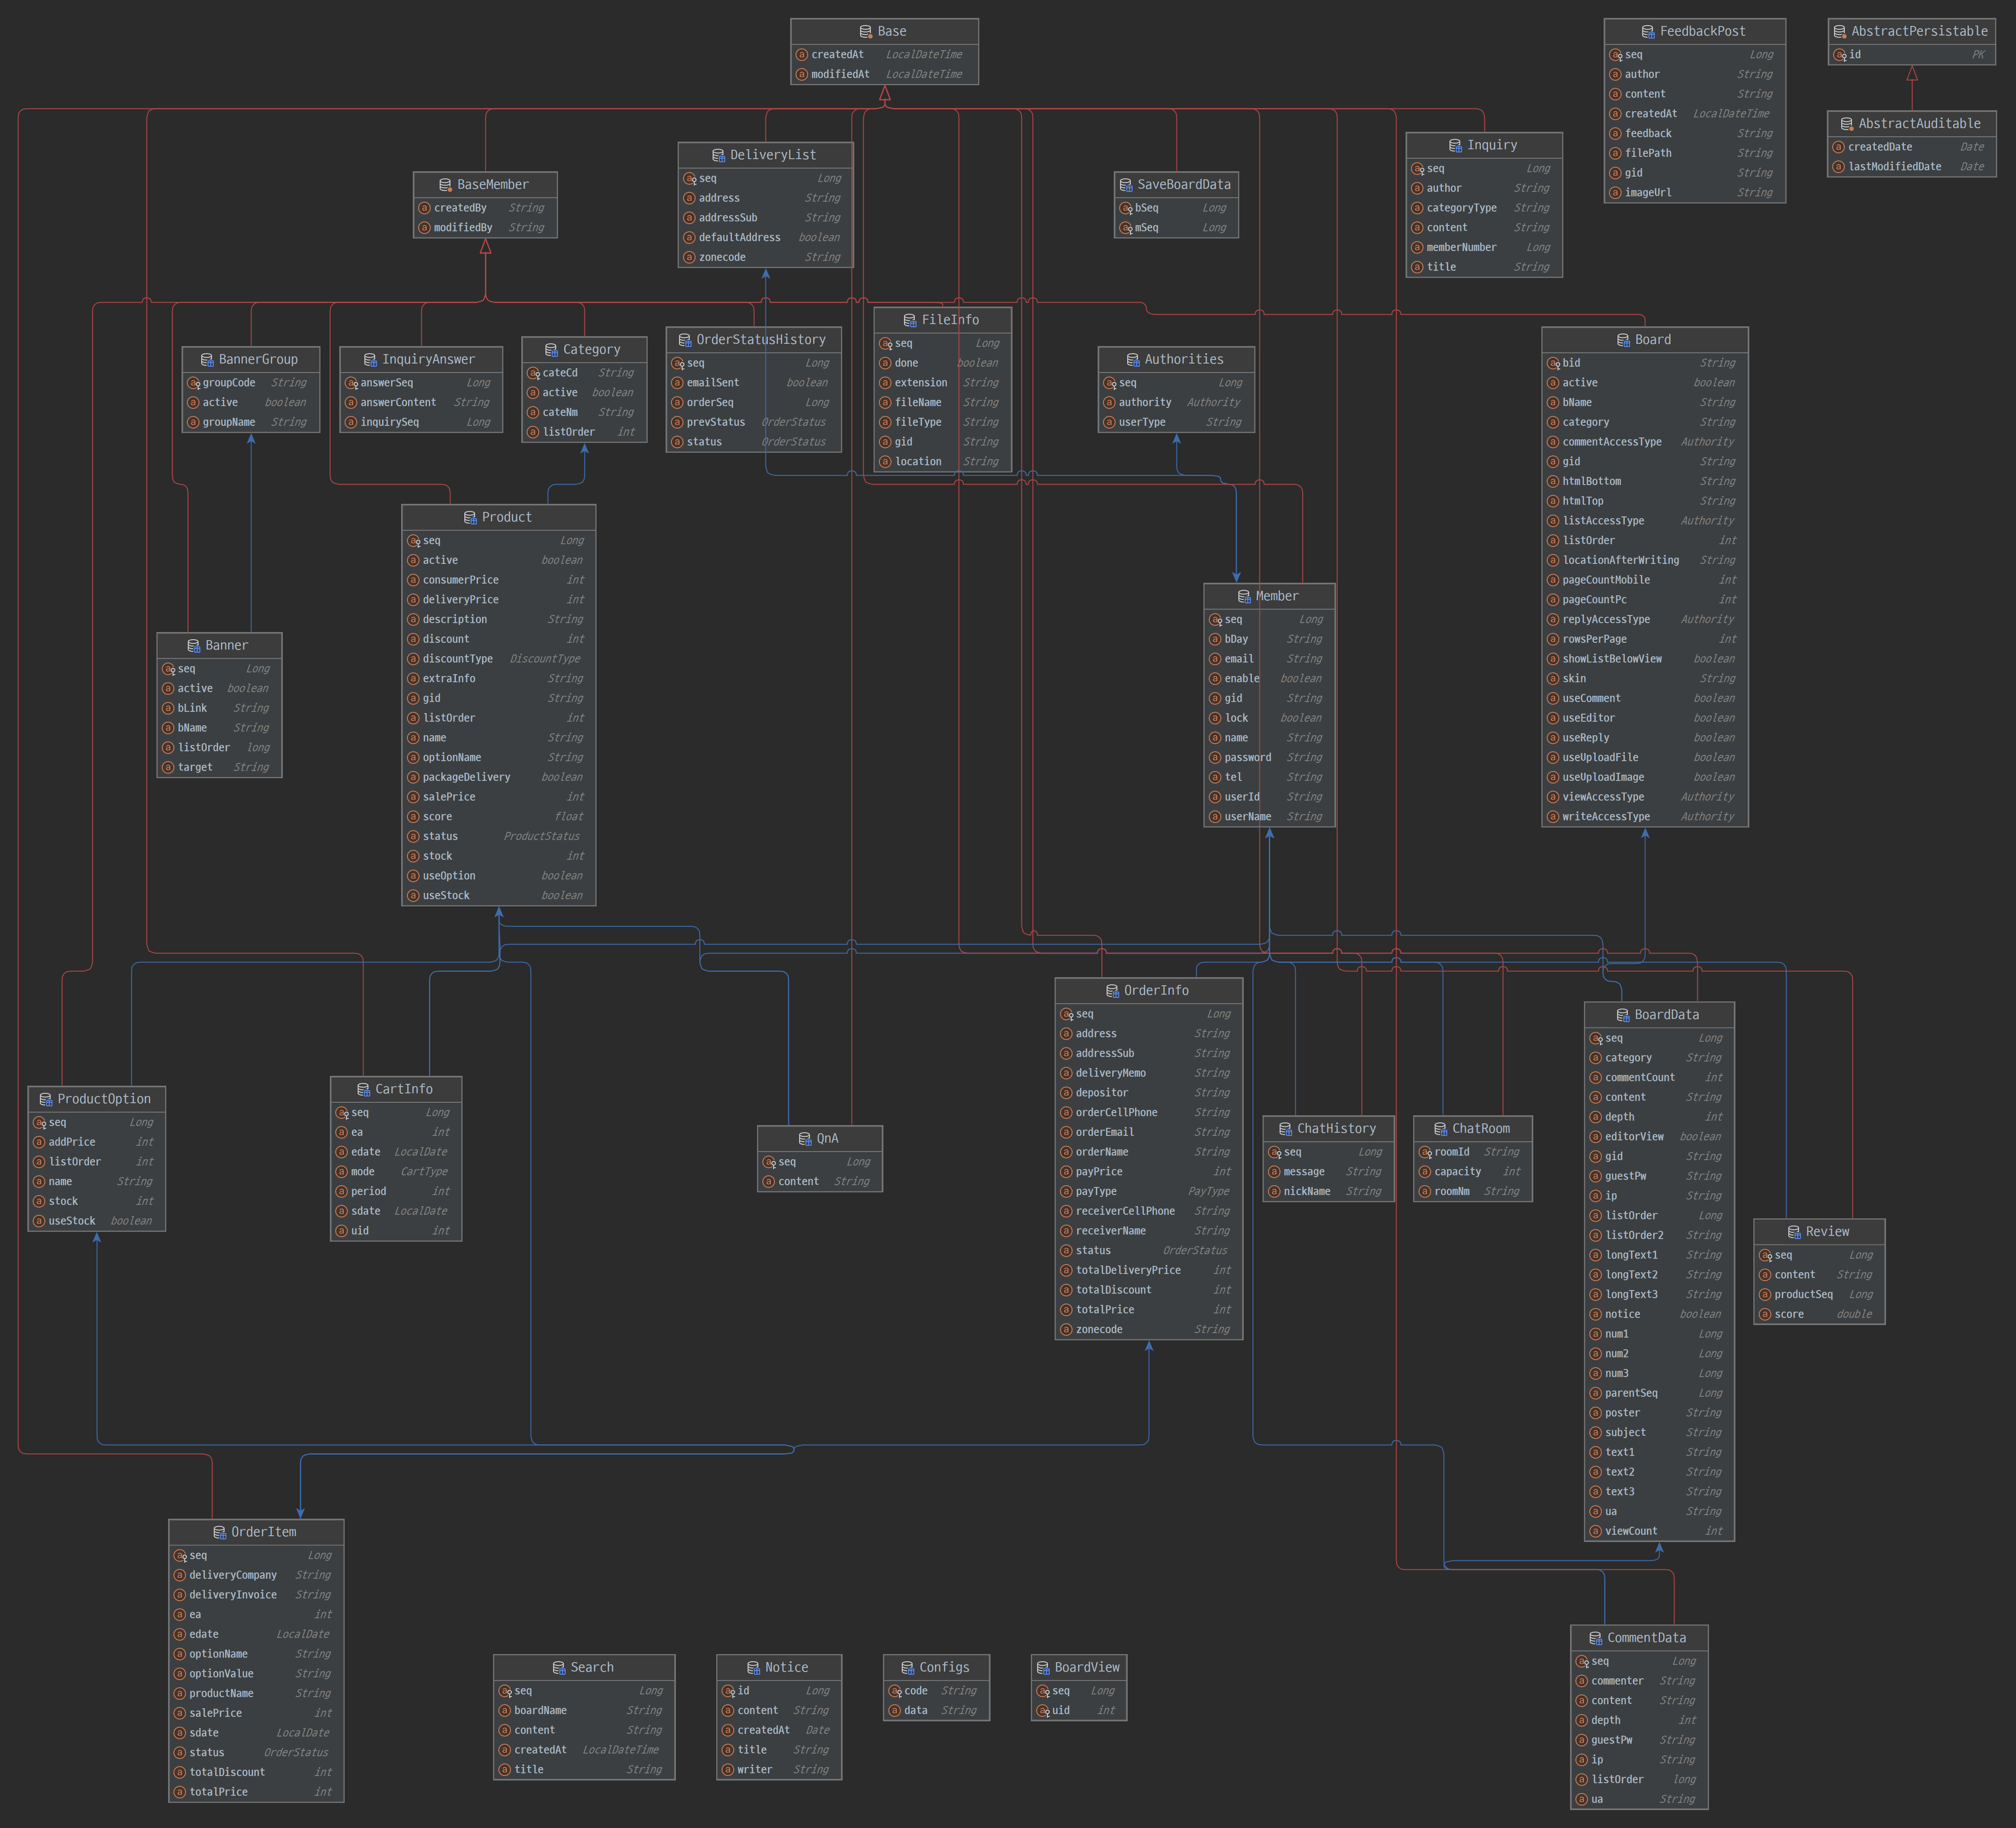 Base
createdAt LocalDateTime
modifiedAt LocalDateTime
FeedbackPost
seq Long
author String
content String
createdAt LocalDateTime
feedback String
filePath String
gid String
imageUrl String
AbstractPersistable
id PK
AbstractAuditable
createdDate Date
lastModifiedDate Date
BaseMember
createdBy String
modifiedBy String
DeliveryList
seq Long
address String
addressSub String
defaultAddress boolean
zonecode String
SaveBoardData
bSeq Long
mSeq Long
Inquiry
seq Long
author String
categoryType String
content String
memberNumber Long
title String
BannerGroup
groupCode String
active boolean
groupName String
InquiryAnswer
answerSeq Long
answerContent String
inquirySeq Long
Category
cateCd String
active boolean
cateNm String
listOrder int
OrderStatusHistory
seq Long
emailSent boolean
orderSeq Long
prevStatus OrderStatus
status OrderStatus
FileInfo
seq Long
done boolean
extension String
fileName String
fileType String
gid String
location String
Authorities
seq Long
authority Authority
userType String
Board
bid String
active boolean
bName String
category String
commentAccessType Authority
gid String
htmlBottom String
htmlTop String
listAccessType Authority
listOrder int
locationAfterWriting String
pageCountMobile int
pageCountPc int
replyAccessType Authority
rowsPerPage int
showListBelowView boolean
skin String
useComment boolean
useEditor boolean
useReply boolean
useUploadFile boolean
useUploadImage boolean
viewAccessType Authority
writeAccessType Authority
Product
seq Long
active boolean
consumerPrice int
deliveryPrice int
description String
discount int
discountType DiscountType
extraInfo String
gid String
listOrder int
name String
optionName String
packageDelivery boolean
salePrice int
score float
status ProductStatus
stock int
useOption boolean
useStock boolean
Member
seq Long
bDay String
email String
enable boolean
gid String
lock boolean
name String
password String
tel String
userId String
userName String
Banner
seq Long
active boolean
bLink String
bName String
listOrder long
target String
OrderInfo
seq Long
address String
addressSub String
deliveryMemo String
depositor String
orderCellPhone String
orderEmail String
orderName String
payPrice int
payType PayType
receiverCellPhone String
receiverName String
status OrderStatus
totalDeliveryPrice int
totalDiscount int
totalPrice int
zonecode String
BoardData
seq Long
category String
commentCount int
content String
depth int
editorView boolean
gid String
guestPw String
ip String
listOrder Long
listOrder2 String
longText1 String
longText2 String
longText3 String
notice boolean
num1 Long
num2 Long
num3 Long
parentSeq Long
poster String
subject String
text1 String
text2 String
text3 String
ua String
viewCount int
ProductOption
seq Long
addPrice int
listOrder int
name String
stock int
useStock boolean
CartInfo
seq Long
ea int
edate LocalDate
mode CartType
period int
sdate LocalDate
uid int
QnA
seq Long
content String
ChatHistory
seq Long
message String
nickName String
ChatRoom
roomId String
capacity int
roomNm String
Review
seq Long
content String
productSeq Long
score double
OrderItem
seq Long
deliveryCompany String
deliveryInvoice String
ea int
edate LocalDate
optionName String
optionValue String
productName String
salePrice int
sdate LocalDate
status OrderStatus
totalDiscount int
totalPrice int
Search
seq Long
boardName String
content String
createdAt LocalDateTime
title String
Notice
id Long
content String
createdAt Date
title String
writer String
Configs
code String
data String
BoardView
seq Long
uid int
CommentData
seq Long
commenter String
content String
depth int
guestPw String
ip String
listOrder long
ua String